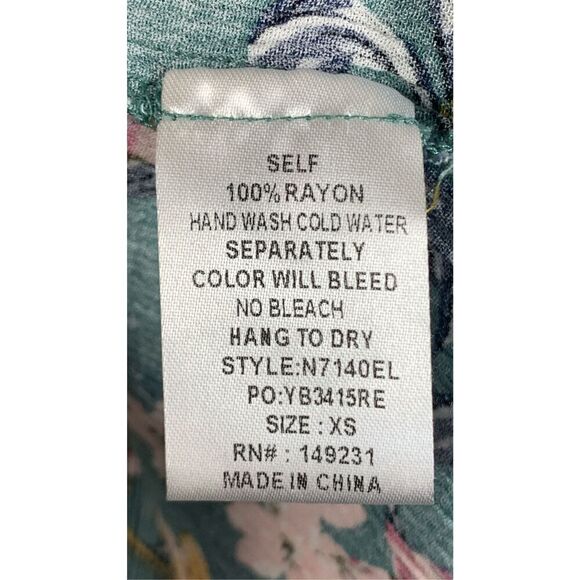 SELF
100% RAYON
HAND WASH COLD WATER
SEPARATELY
COLOR WILL BLEED
NO BLEACH
HANG TO DRY
STYLE:N7140EL
PO:YB3415RE
SIZE : XS
RN# : 149231
MADE IN CHINA